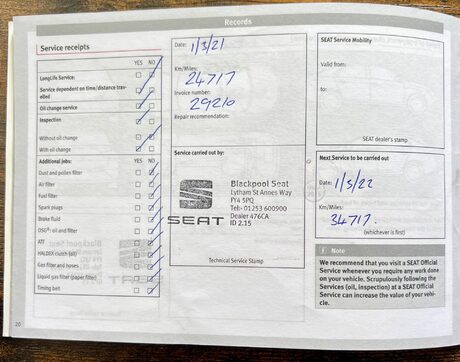 Records
Service receipts
YES NO
LongLife Service:
Service dependent on time/distance trav-
elled
Oil change service
Inspection
Without oil change
With oil change
Additional jobs: YES NO
Dust and pollen filter
Air filter
Fuel filter
Spark plugs
Brake fluid
DSG® oil and filter
ATF
HALDEX clutch (oil)
Gas filter and hoses
Liquid gas filter (paper filter)
Timing belt
20
Date: 1/3/21
Km/Miles:
24717
Invoice number:
29210
Repair recommendation:
Service carried out by:
SEAT
Blackpool Seat
Lytham St Annes Way
FY4 5PQ
Tel:- 01253 600900
Dealer 476CA
ID 2.15
Technical Service Stamp
SEAT Service Mobility
Valid from:
to:
SEAT dealer's stamp
Next Service to be carried out
Date: 1/3/22
Km/Miles:
34717.
(whichever is first)
i Note
We recommend that you visit a SEAT Official
Service whenever you require any work done
on your vehicle. Scrupulously following the
Services (oil, inspection) at a SEAT Official
Service can increase the value of your vehi-
cle.